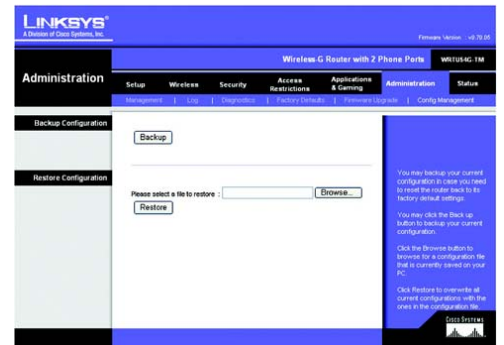 LINKSYS®
A Division of Cisco Systems, Inc.
Firmware Version : v0.70.05
Wireless-G Router with 2 Phone Ports
WRTU54G-TM
Administration
Setup
Wireless
Security
Access Restrictions
Applications & Gaming
Administration
Status
Management | Log | Diagnostics | Factory Defaults | Firmware Upgrade | Config Management
Backup Configuration
Backup
Restore Configuration
Please select a file to restore :
Browse...
Restore
You may backup your current
configuration in case you need
to reset the router back to its
factory default settings.
You may click the Back up
button to backup your current
configuration.
Click the Browse button to
browse for a configuration file
that is currently saved on your
PC.
Click Restore to overwrite all
current configurations with the
ones in the configuration file.
CISCO SYSTEMS